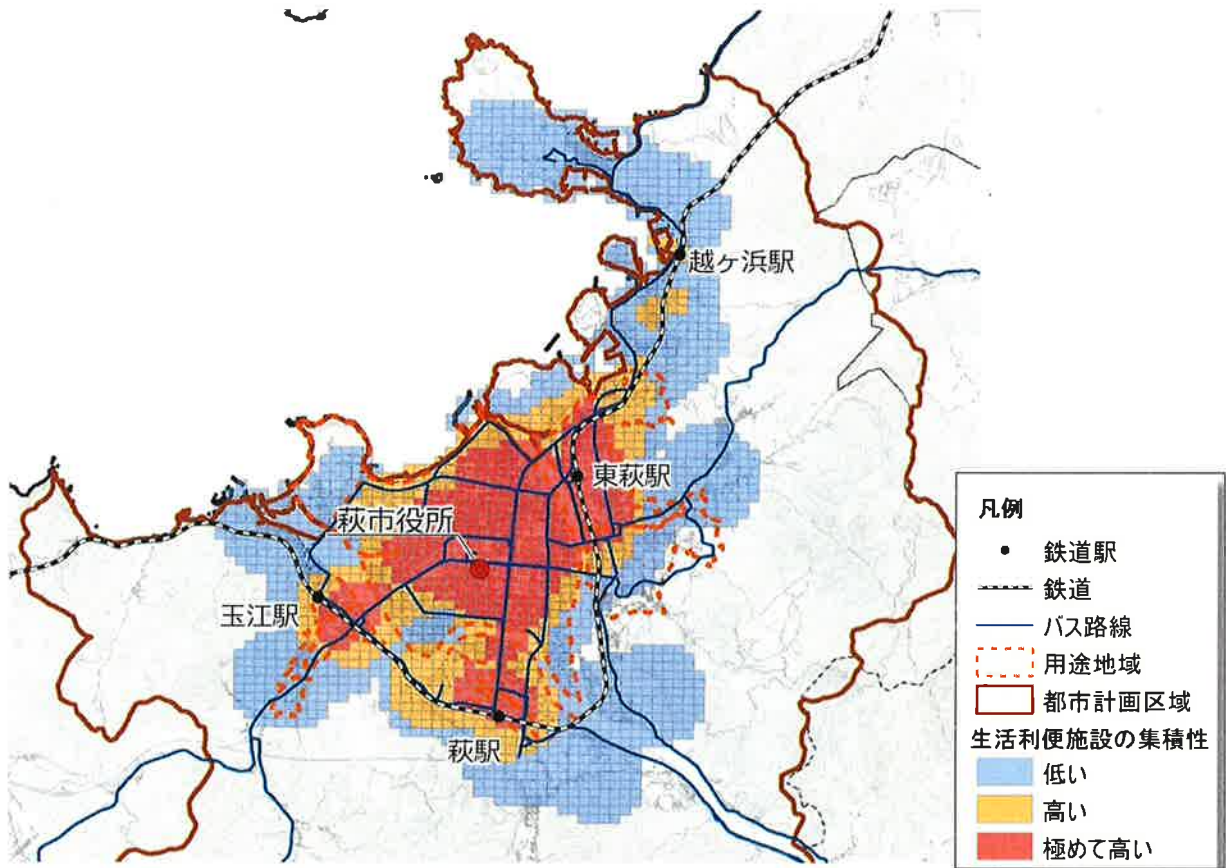 越ヶ浜駅
東萩駅
萩市役所
玉江駅
萩駅
凡例
鉄道駅
鉄道
バス路線
用途地域
都市計画区域
生活利便施設の集積性
低い
高い
極めて高い